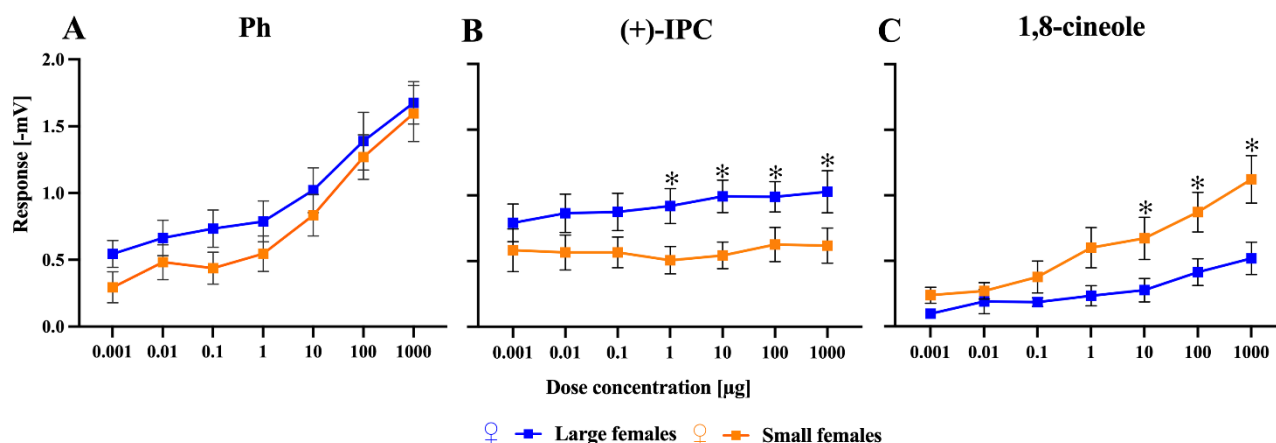 A Ph B (+)-IPC C 1,8-cineole
Response [-mV]
2.0
1.5
1.0
0.5
0.0
* * * *
* * *
0.001 0.01 0.1 1 10 100 1000 0.001 0.01 0.1 1 10 100 1000 0.001 0.01 0.1 1 10 100 1000
Dose concentration [µg]
♀ Large females ♀ Small females